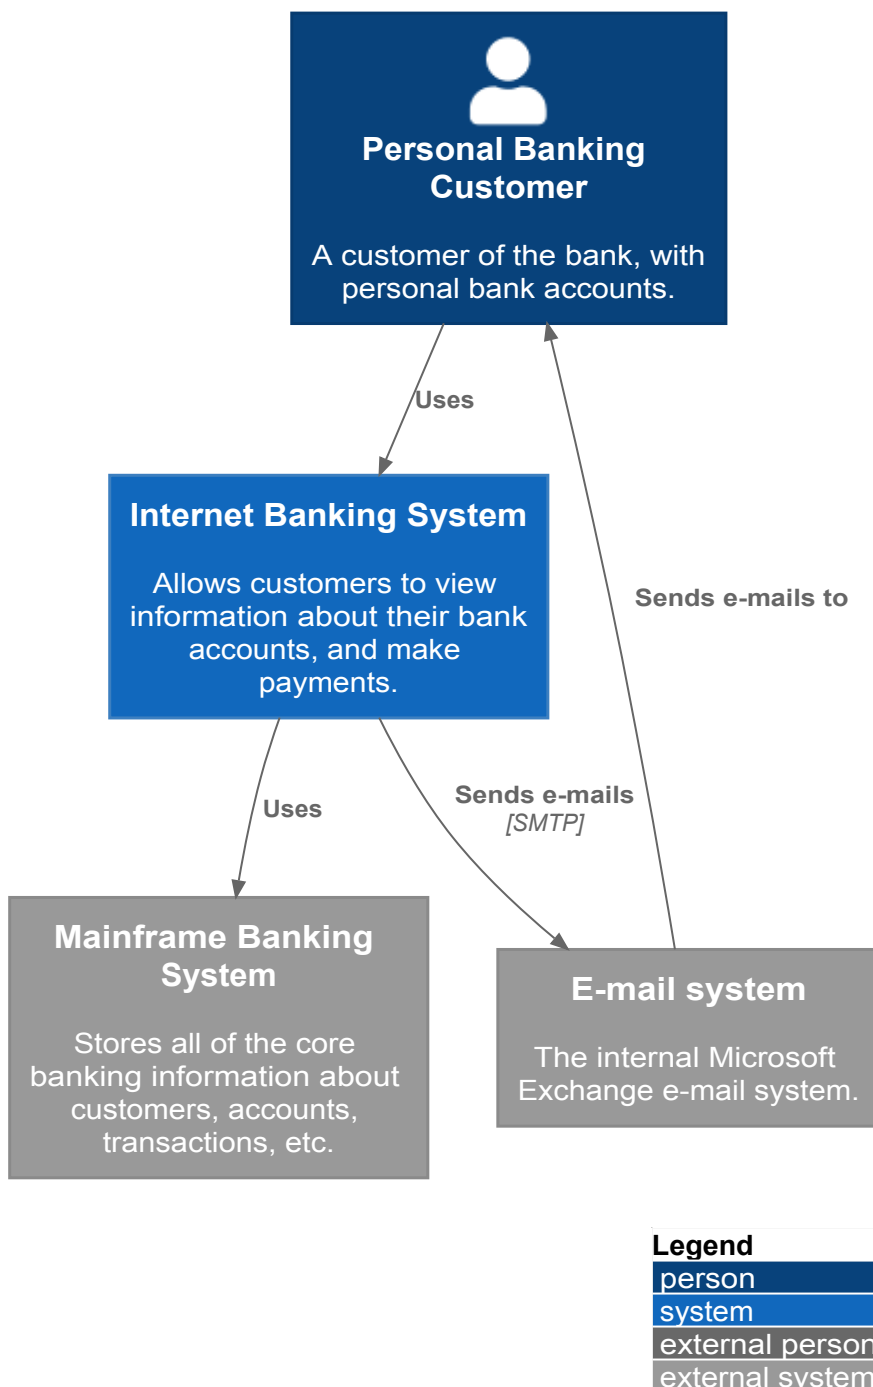 Personal Banking
Customer
A customer of the bank, with
personal bank accounts.
Uses
Internet Banking System
Allows customers to view
information about their bank
accounts, and make
payments.
Sends e-mails to
Uses
Sends e-mails
[SMTP]
Mainframe Banking
System
Stores all of the core
banking information about
customers, accounts,
transactions, etc.
E-mail system
The internal Microsoft
Exchange e-mail system.
Legend
person
system
external person
external system